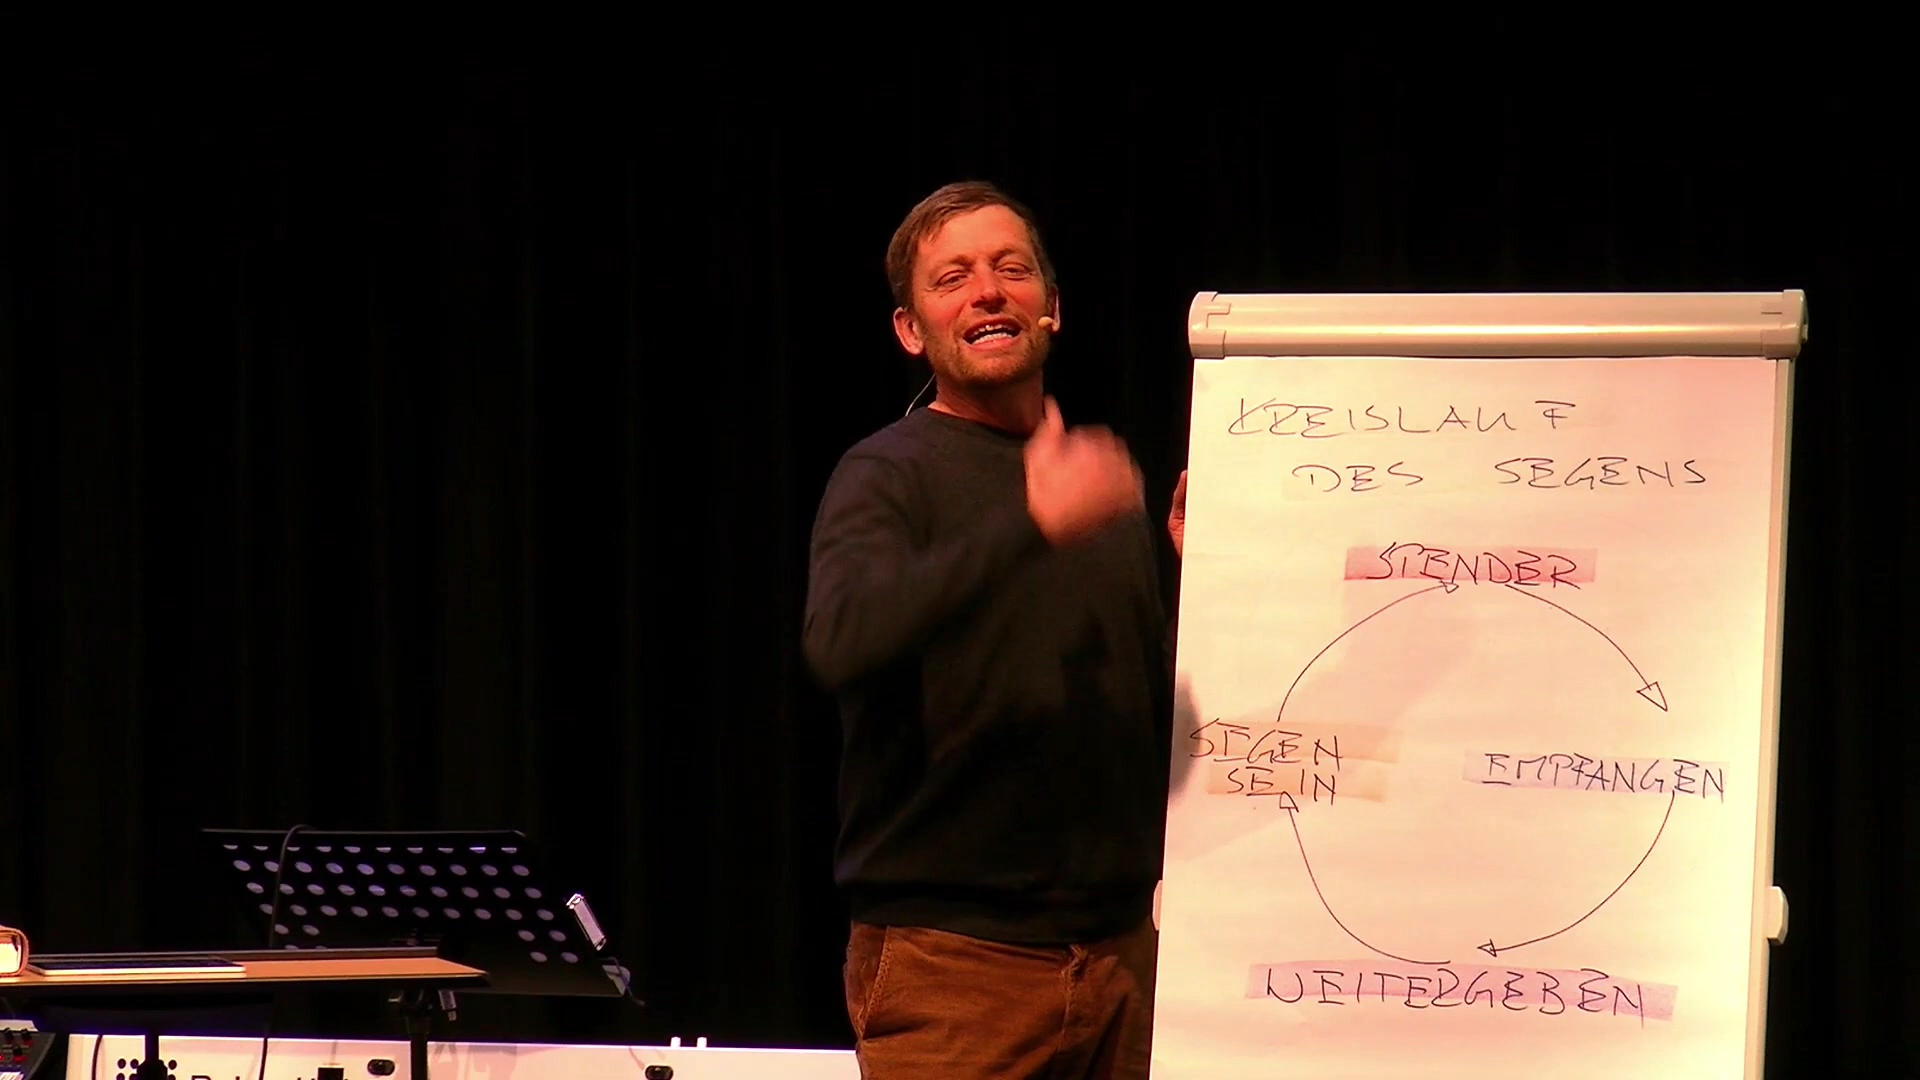 KREISLAUF
DES SEGENS
SPENDER
SEGEN
SEIN
EMPFANGEN
WEITERGEBEN